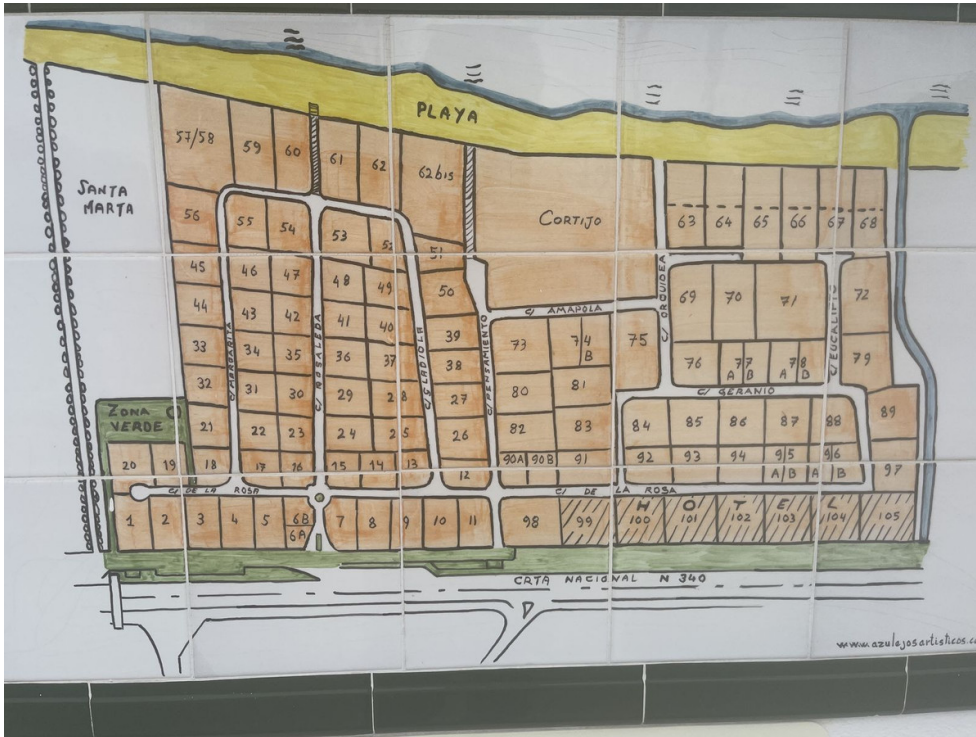 PLAYA
SANTA
MARTA
57/58 59 60 61 62 62bis
CORTIJO
63 64 65 66 67 68
56 55 54 53 52 51
45 46 47 48 49 50
69 70 71 72
44 43 42 41 40 39
C/ AMAPOLA
73 74 B 75
33 34 35 36 37 38
76 77 A B 78 A B 79
C/ MARGARITA
C/ ROSALEDA
C/ GLADIOLA
C/ PENSAMIENTO
C/ ORQUIDEA
C/ EUCALIPTO
32 31 30 29 28 27
80 81
C/ GERANIO
ZONA
VERDE
21 22 23 24 25 26
82 83 84 85 86 87 88 89
20 19 18 17 16 15 14 13 12
90A 90B 91 92 93 94 95 A B 96 A B 97
C/ DE LA ROSA
C/ DE LA ROSA
HOTEL
1 2 3 4 5 6B 6A 7 8 9 10 11 98 99 100 101 102 103 104 105
CRTA NACIONAL N 340
www.azulejosartisticos.co